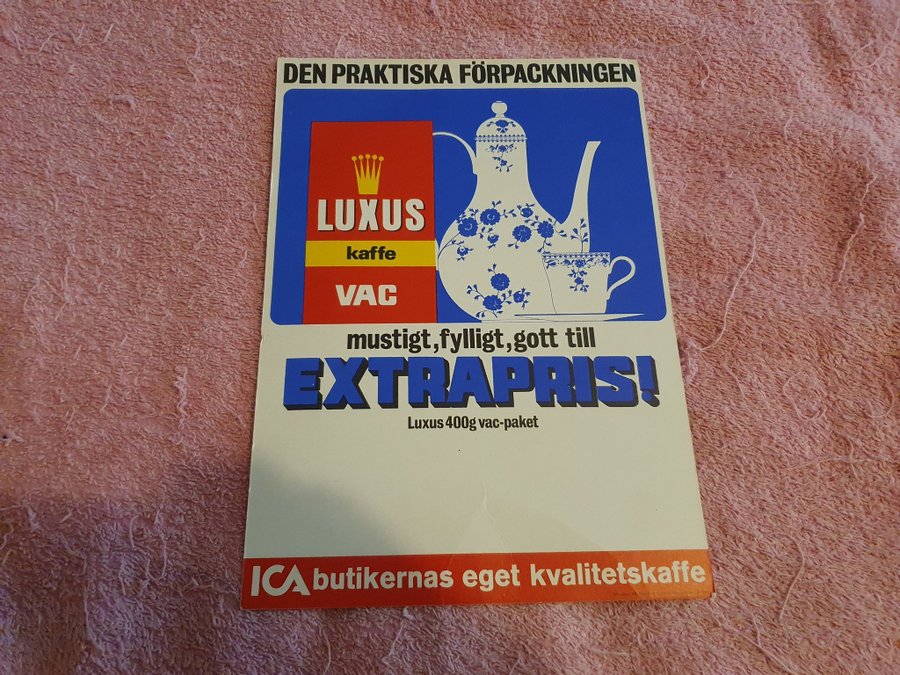 DEN PRAKTISKA FÖRPACKNINGEN
LUXUS
kaffe
VAC
mustigt, fylligt, gott till
EXTRAPRIS!
Luxus 400g vac-paket
ICA butikernas eget kvalitetskaffe